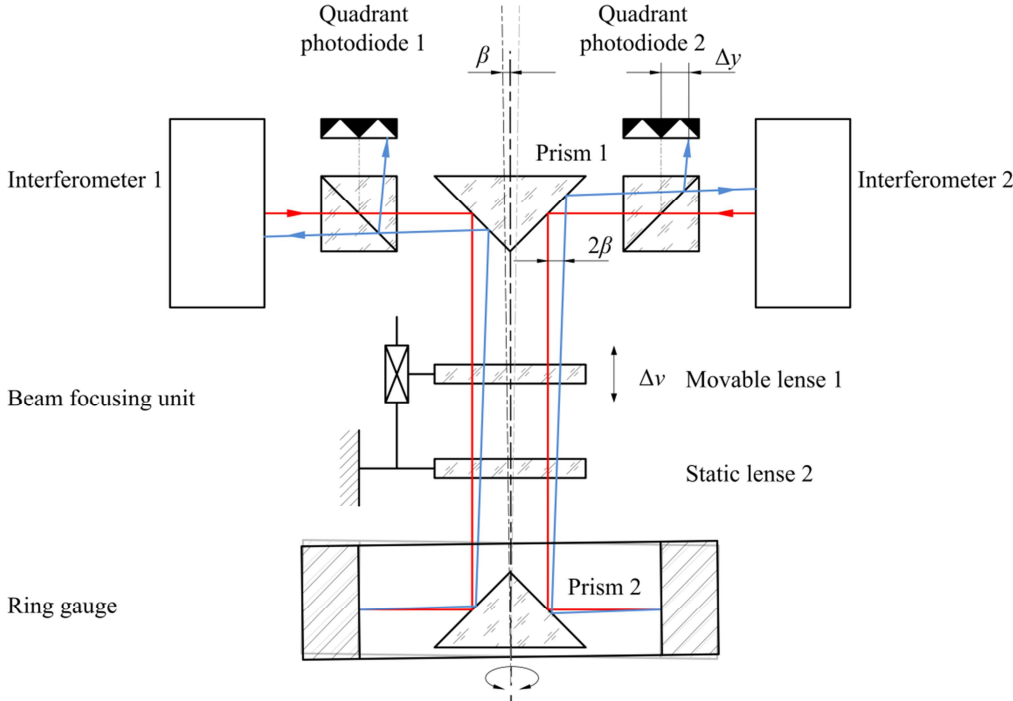 Quadrant
photodiode 1
Quadrant
photodiode 2
β
Δy
Prism 1
Interferometer 1
Interferometer 2
2β
Δv
Movable lense 1
Beam focusing unit
Static lense 2
Prism 2
Ring gauge